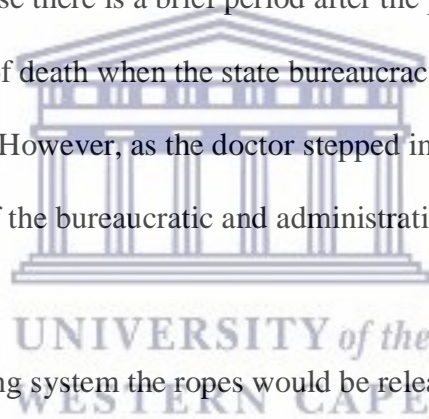 se there is a brief period after the
of death when the state bureaucrac
However, as the doctor stepped in
f the bureaucratic and administrati
UNIVERSITY of the
ng system the ropes would be relea
WESTERN CAPE